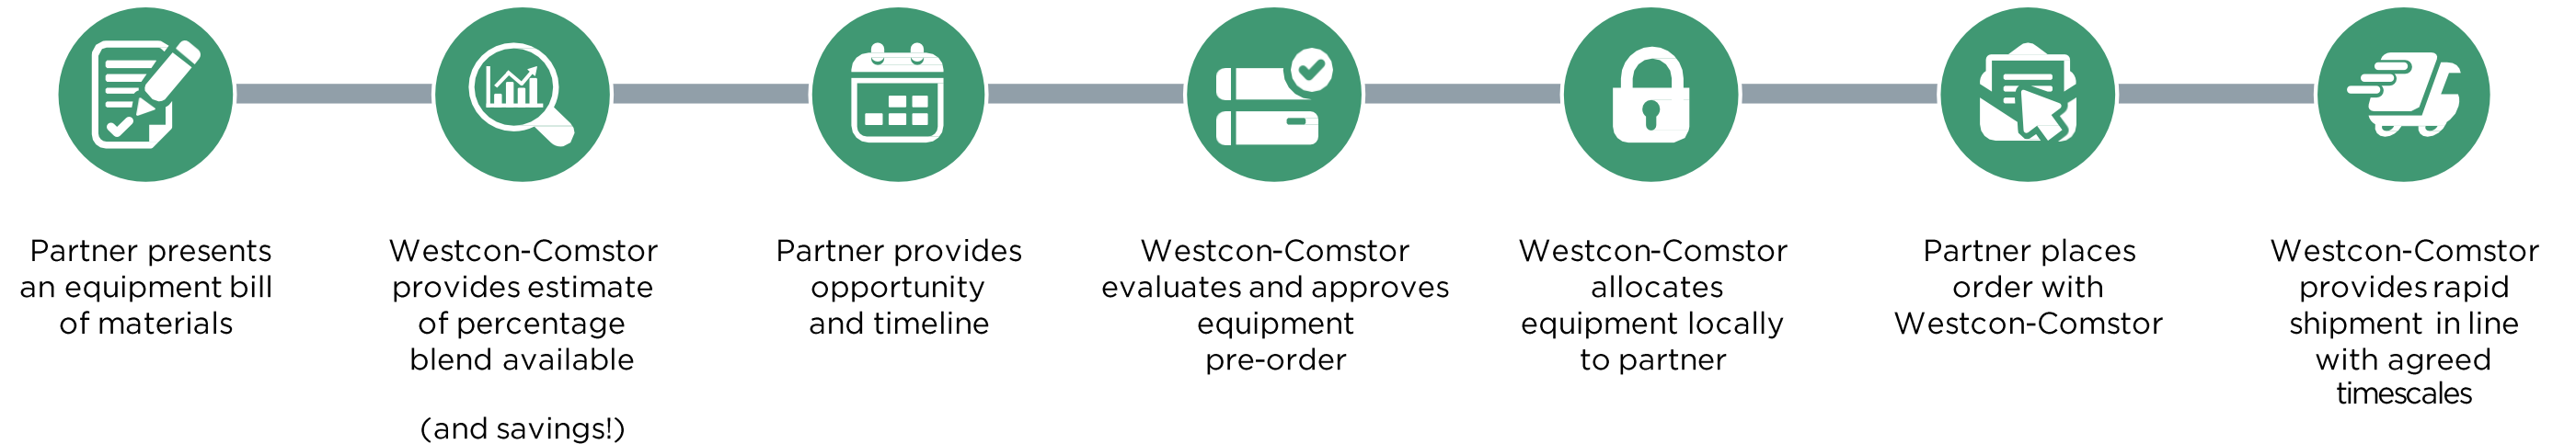 Partner presents
an equipment bill
of materials
Westcon-Comstor
provides estimate
of percentage
blend available
(and savings!)
Partner provides
opportunity
and timeline
Westcon-Comstor
evaluates and approves
equipment
pre-order
Westcon-Comstor
allocates
equipment locally
to partner
Partner places
order with
Westcon-Comstor
Westcon-Comstor
provides rapid
shipment in line
with agreed
timescales